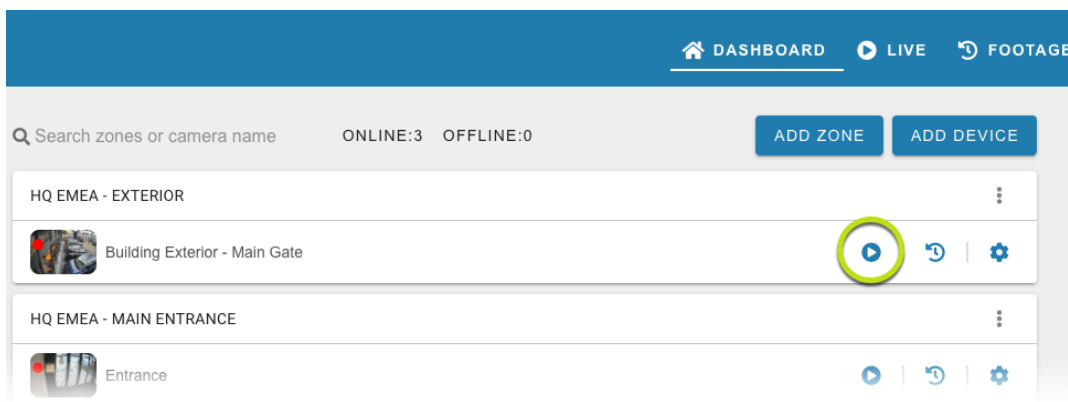 DASHBOARD LIVE FOOTAGE
Search zones or camera name ONLINE:3 OFFLINE:0 ADD ZONE ADD DEVICE
HQ EMEA - EXTERIOR
Building Exterior - Main Gate
HQ EMEA - MAIN ENTRANCE
Entrance